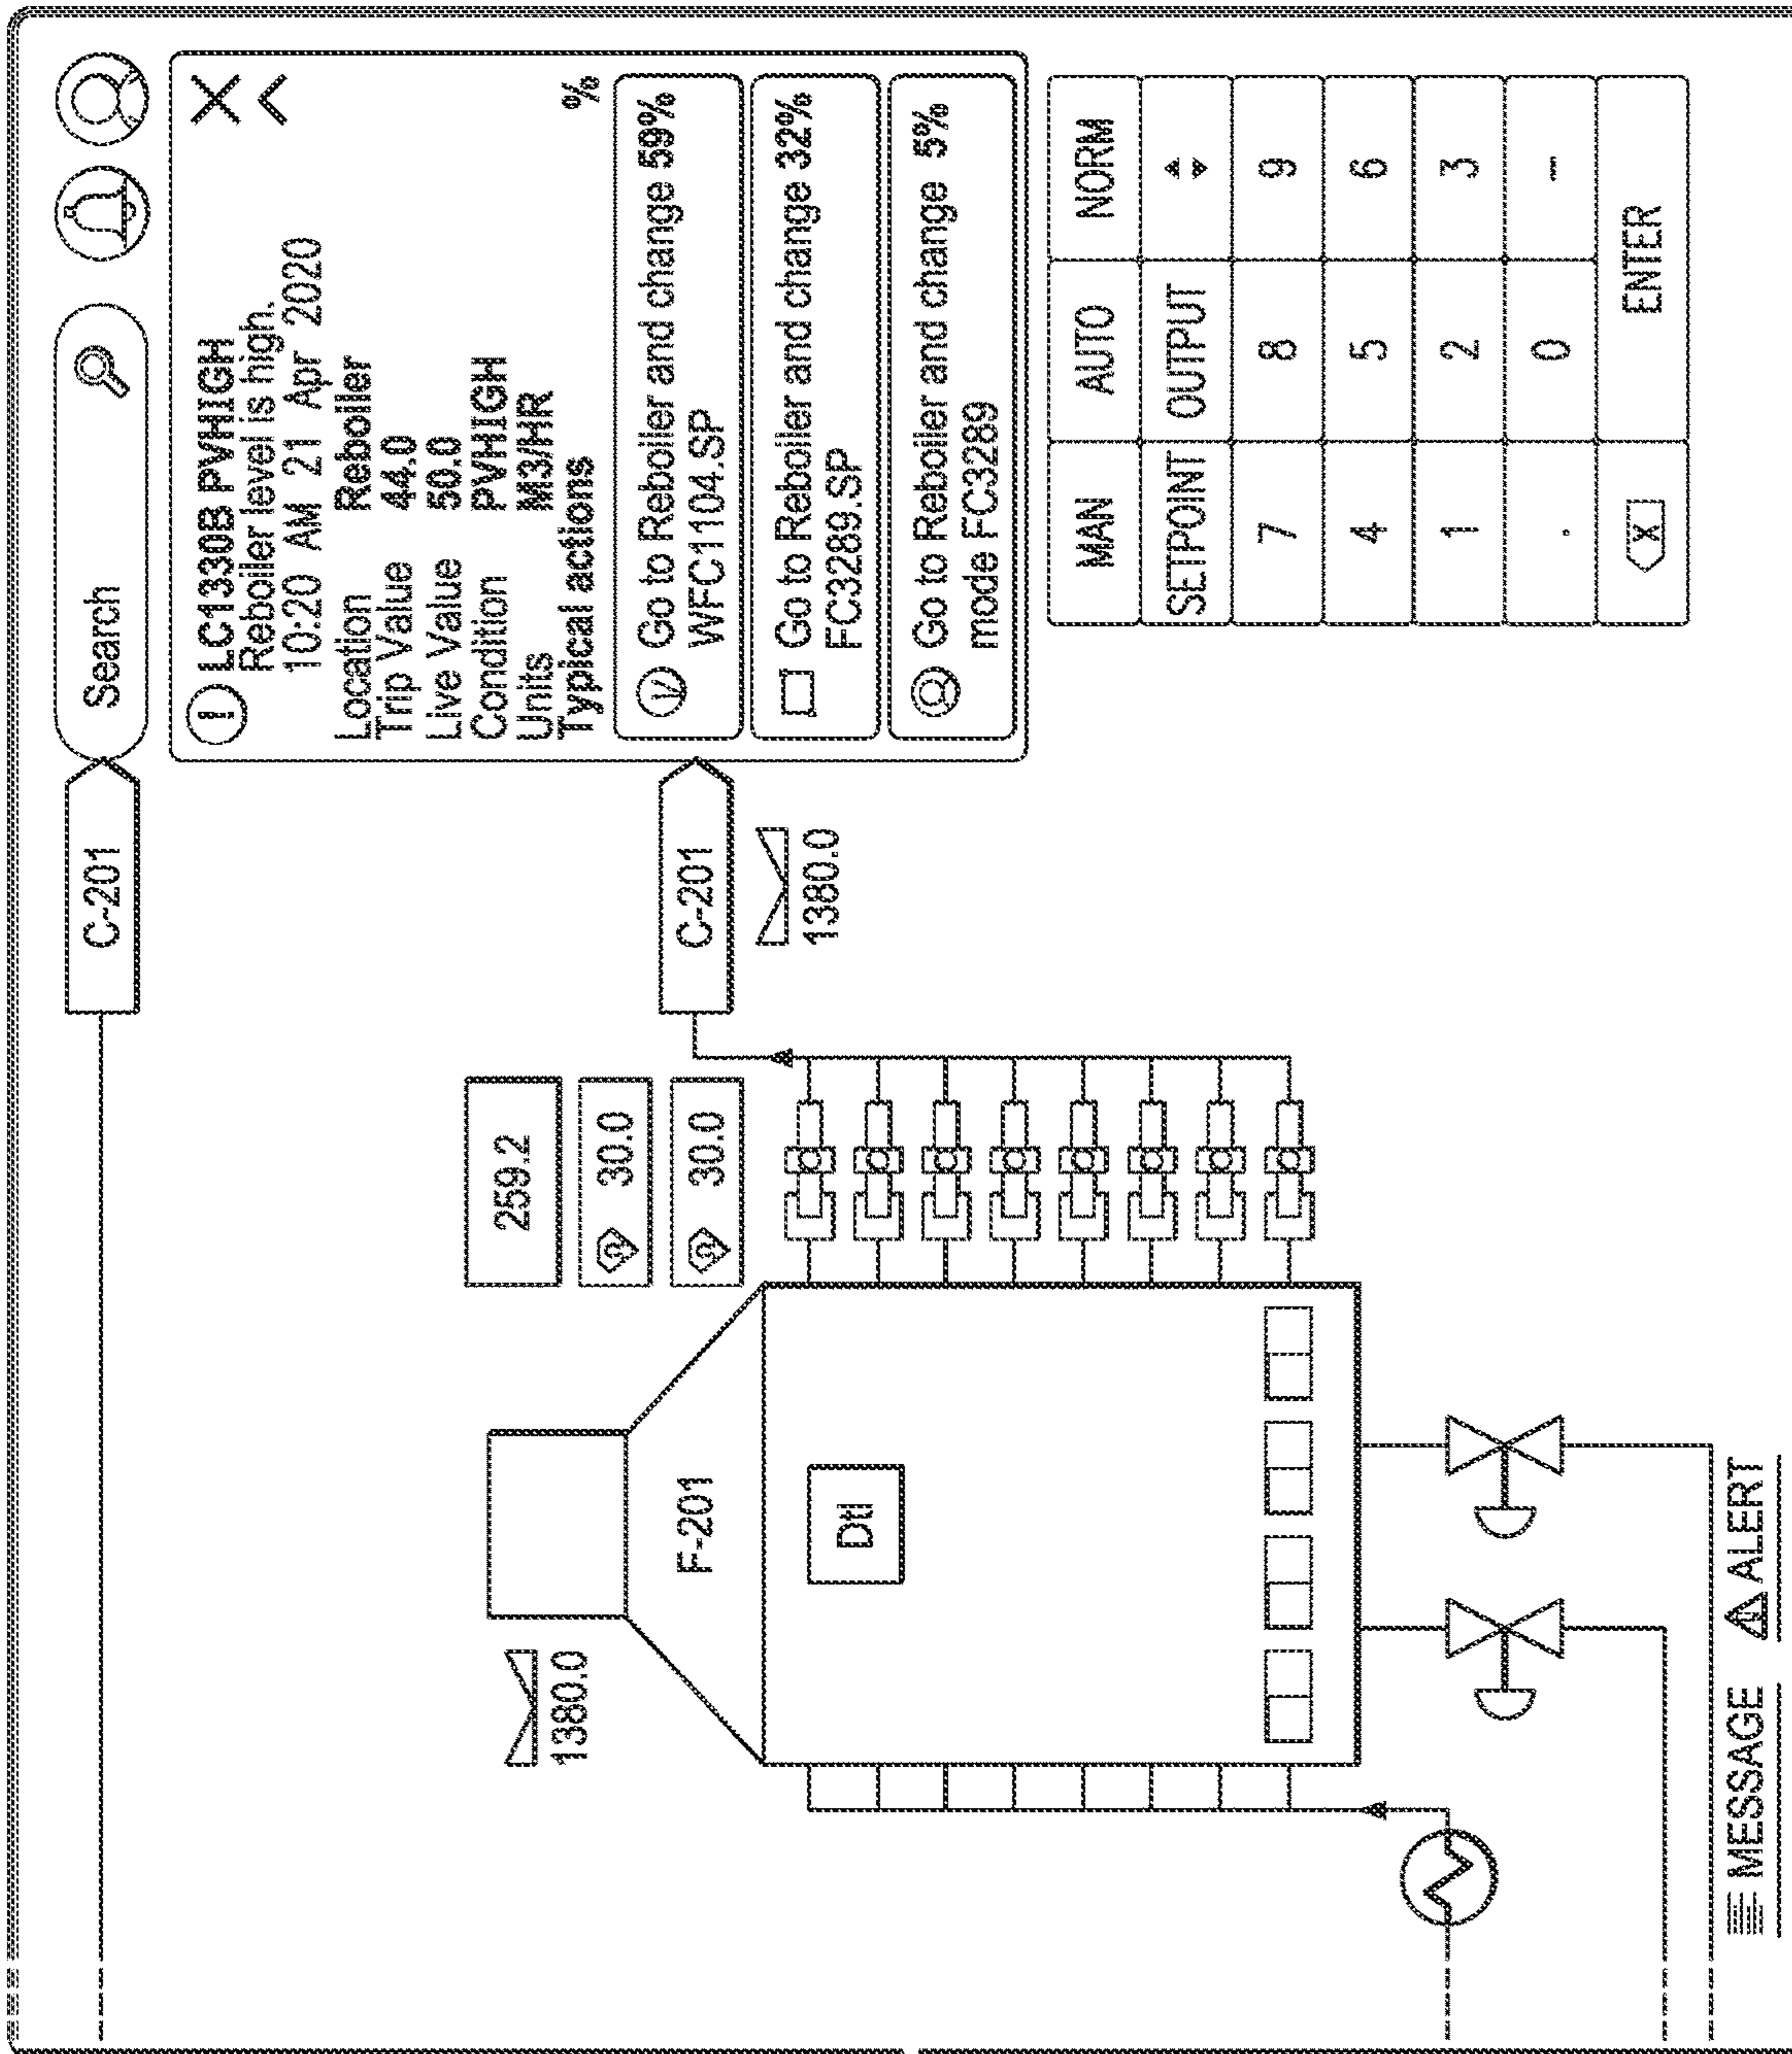 C-201
Search
LC1330B PVHIGH
Reboiler level is high.
10:20 AM 21 Apr 2020
Location Reboiler
Trip Value 44.0
Live Value 50.0
Condition PVHIGH
Units M3/HR
Typical actions %
Go to Reboiler and change 59%
WFC1104.SP
Go to Reboiler and change 32%
FC3289.SP
Go to Reboiler and change 5%
mode FC3289
1380.0
259.2
30.0
30.0
C-201
1380.0
F-201
Dtl
MAN AUTO NORM
SETPOINT OUTPUT
7 8 9
4 5 6
1 2 3
. 0 –
X ENTER
MESSAGE ALERT